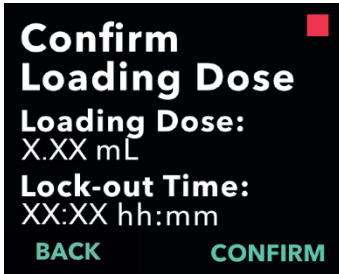 Confirm
Loading Dose
Loading Dose:
X.XX mL
Lock-out Time:
XX:XX hh:mm
BACK CONFIRM